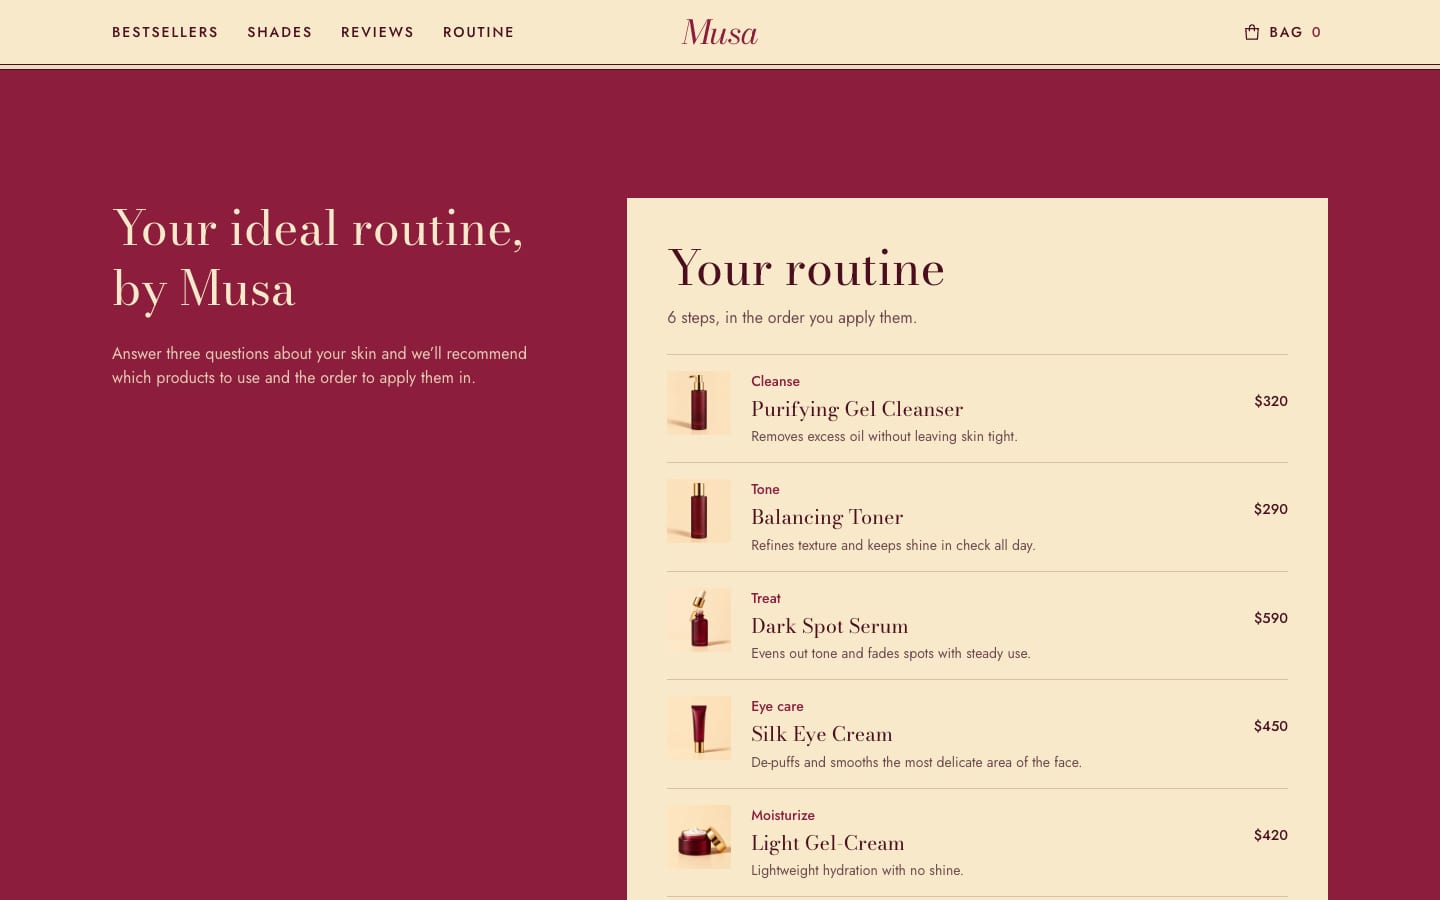 BESTSELLERS SHADES REVIEWS ROUTINE Musa BAG 0
Your ideal routine,
by Musa
Answer three questions about your skin and we’ll recommend
which products to use and the order to apply them in.
Your routine
6 steps, in the order you apply them.
Cleanse
Purifying Gel Cleanser
$320
Removes excess oil without leaving skin tight.
Tone
Balancing Toner
$290
Refines texture and keeps shine in check all day.
Treat
Dark Spot Serum
$590
Evens out tone and fades spots with steady use.
Eye care
Silk Eye Cream
$450
De-puffs and smooths the most delicate area of the face.
Moisturize
Light Gel-Cream
$420
Lightweight hydration with no shine.